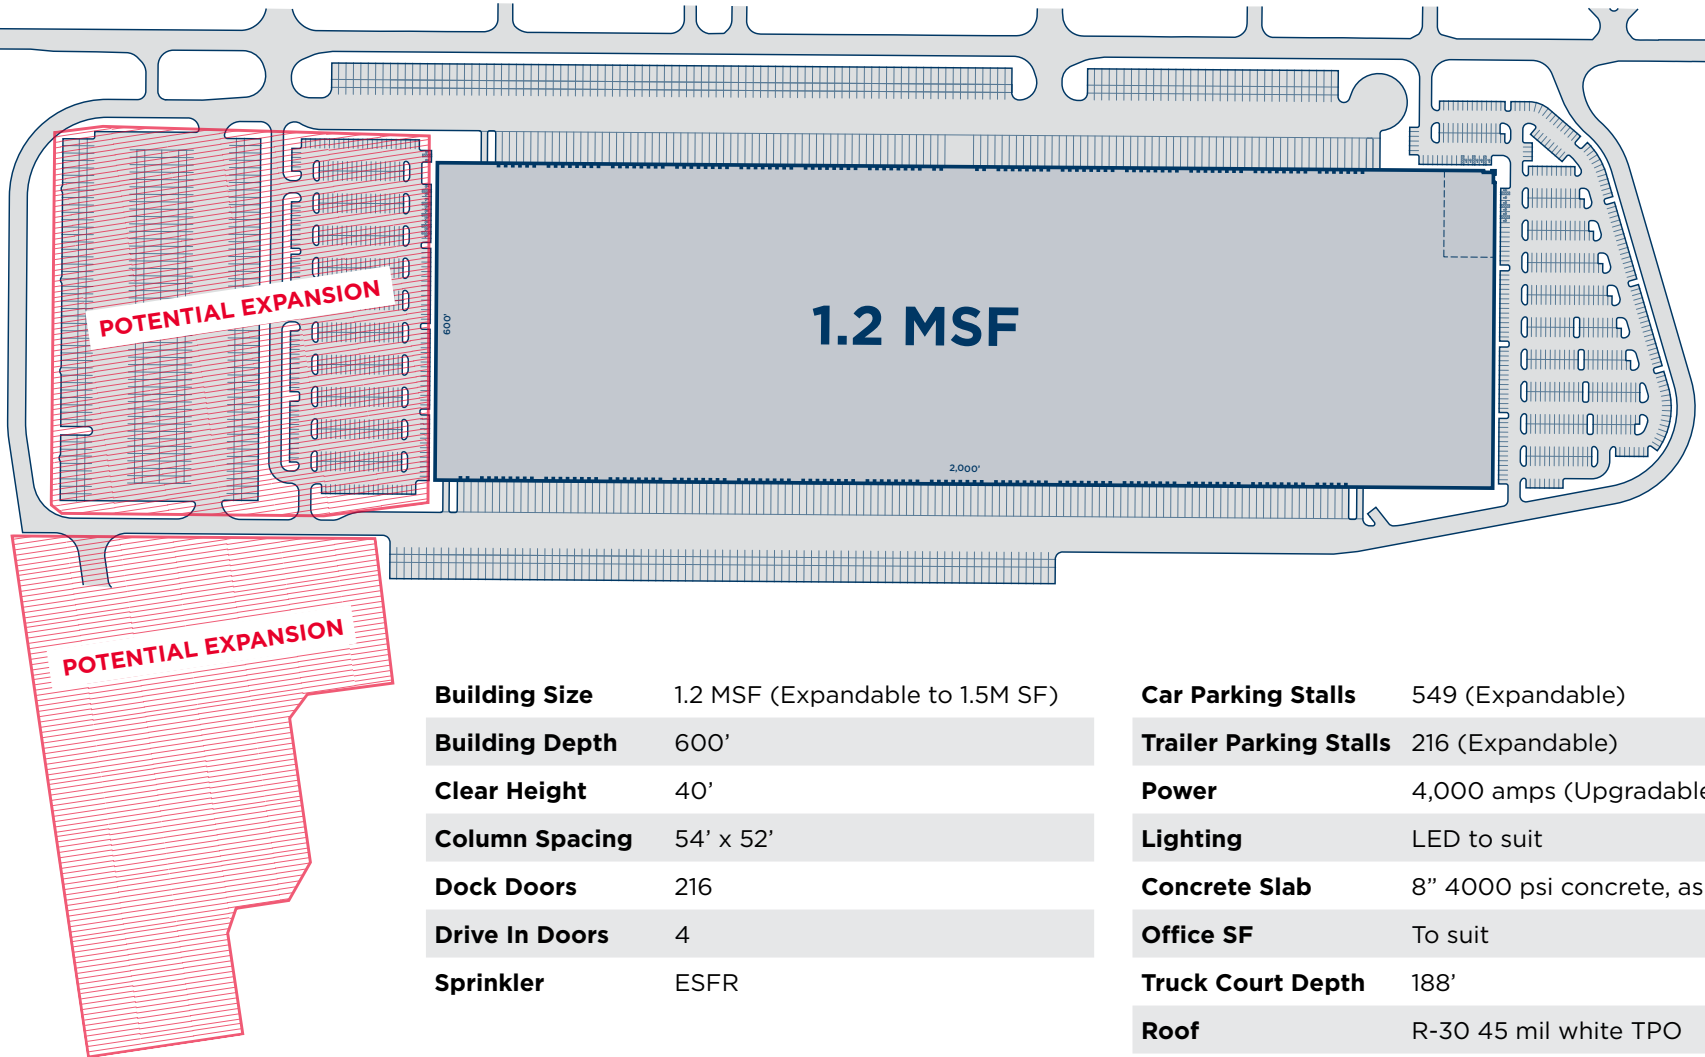 POTENTIAL EXPANSION
600'
1.2 MSF
2,000'
POTENTIAL EXPANSION
Building Size 1.2 MSF (Expandable to 1.5M SF)
Building Depth 600’
Clear Height 40’
Column Spacing 54’ x 52’
Dock Doors 216
Drive In Doors 4
Sprinkler ESFR
Car Parking Stalls 549 (Expandable)
Trailer Parking Stalls 216 (Expandable)
Power 4,000 amps (Upgradable
Lighting LED to suit
Concrete Slab 8” 4000 psi concrete, as
Office SF To suit
Truck Court Depth 188’
Roof R-30 45 mil white TPO